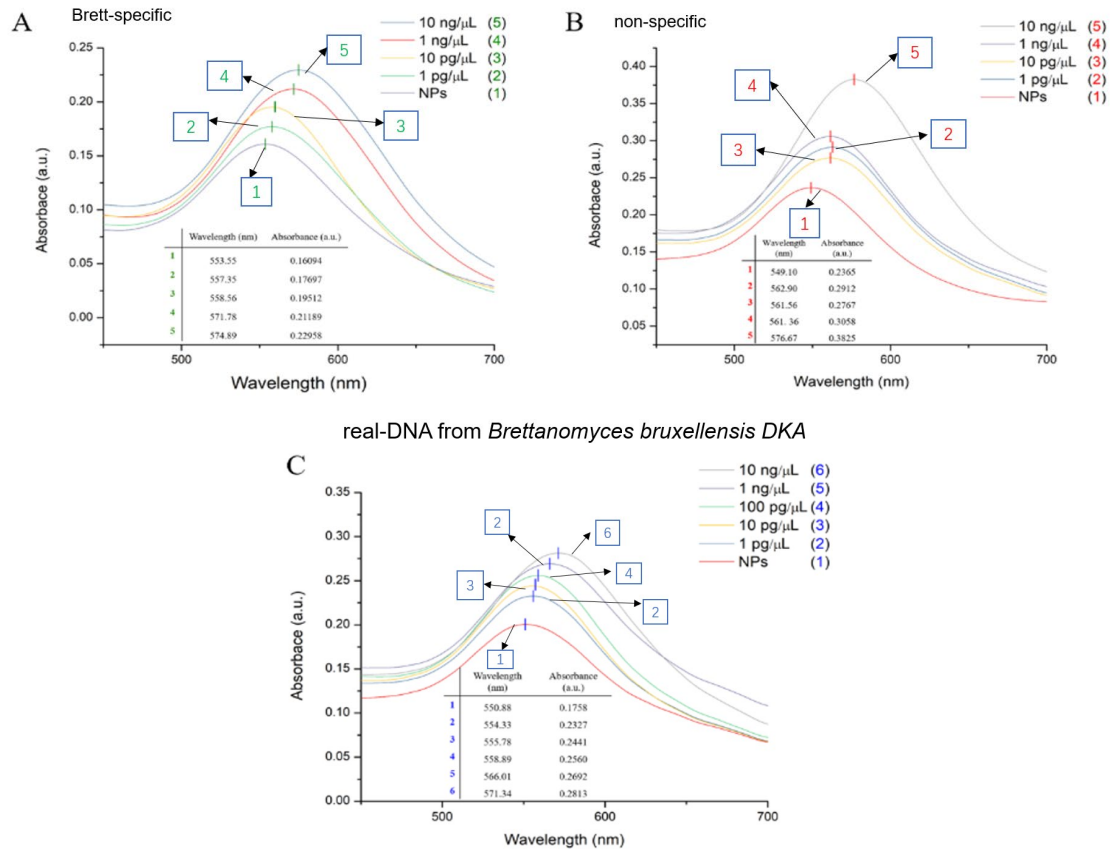 A
Brett-specific
10 ng/μL (5)
1 ng/μL (4)
10 pg/μL (3)
1 pg/μL (2)
NPs (1)
0.25
0.20
0.15
0.10
0.05
0.00
Absorbace (a.u.)
5
4
2
3
1
Wavelength (nm) Absorbance (a.u.)
1 553.55 0.16094
2 557.35 0.17697
3 558.56 0.19512
4 571.78 0.21189
5 574.89 0.22958
500 600 700
Wavelength (nm)
B
non-specific
10 ng/μL (5)
1 ng/μL (4)
10 pg/μL (3)
1 pg/μL (2)
NPs (1)
0.40
0.35
0.30
0.25
0.20
0.15
0.10
0.05
Absorbace (a.u.)
5
4
2
3
1
Wavelength Absorbance
(nm) (a.u.)
1 549.10 0.2365
2 562.90 0.2912
3 561.56 0.2767
4 561. 36 0.3058
5 576.67 0.3825
500 600 700
Wavelength (nm)
real-DNA from Brettanomyces bruxellensis DKA
C
10 ng/μL (6)
1 ng/μL (5)
100 pg/μL (4)
10 pg/μL (3)
1 pg/μL (2)
NPs (1)
0.35
0.30
0.25
0.20
0.15
0.10
0.05
0.00
Absorbace (a.u.)
2
6
4
3
2
1
Wavelength Absorbance
(nm) (a.u.)
1 550.88 0.1758
2 554.33 0.2327
3 555.78 0.2441
4 558.89 0.2560
5 566.01 0.2692
6 571.34 0.2813
500 600 700
Wavelength (nm)